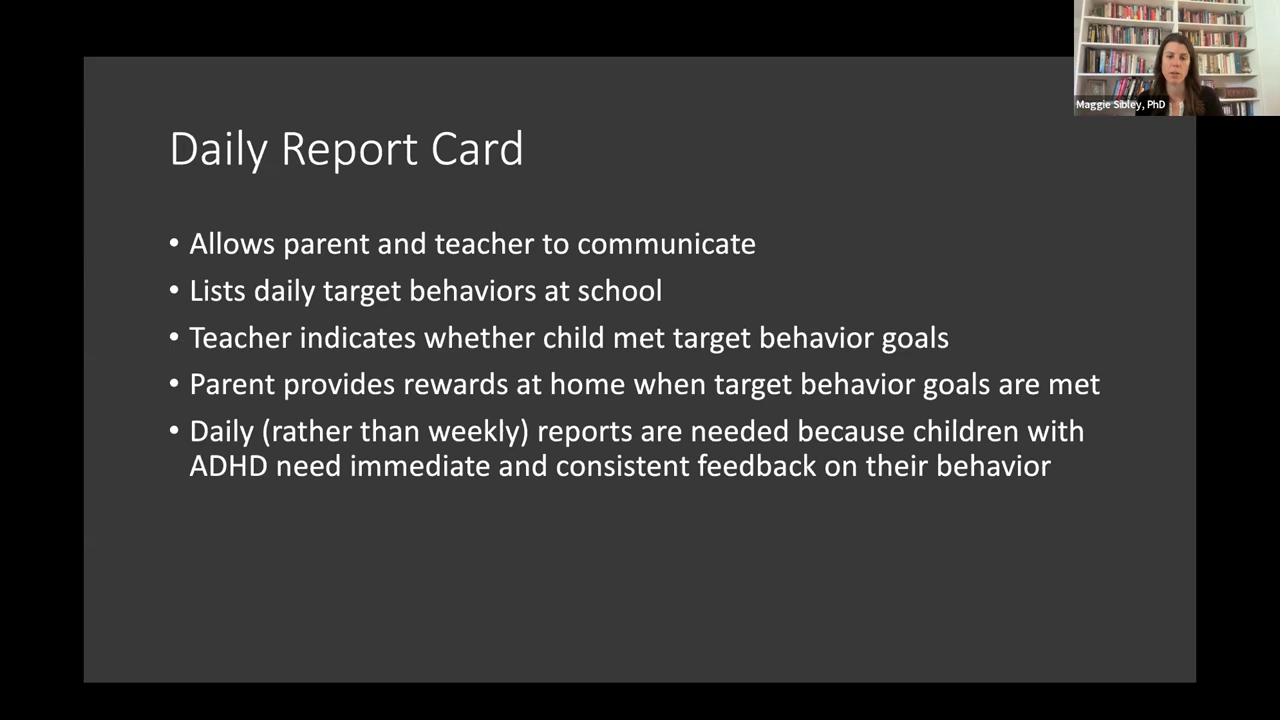 Maggie Sibley, PhD
Daily Report Card
• Allows parent and teacher to communicate
• Lists daily target behaviors at school
• Teacher indicates whether child met target behavior goals
• Parent provides rewards at home when target behavior goals are met
• Daily (rather than weekly) reports are needed because children with
ADHD need immediate and consistent feedback on their behavior